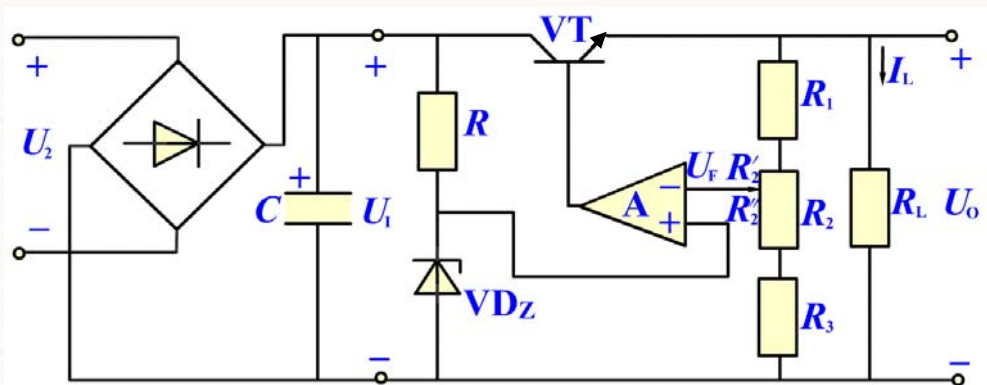 VT
+
+
+
I_L
R_1
R
U_2
U_F
R_2′
−
+
C
U_I
A
+
R_2″
R_2
R_L
U_O
−
VD_Z
R_3
−
−